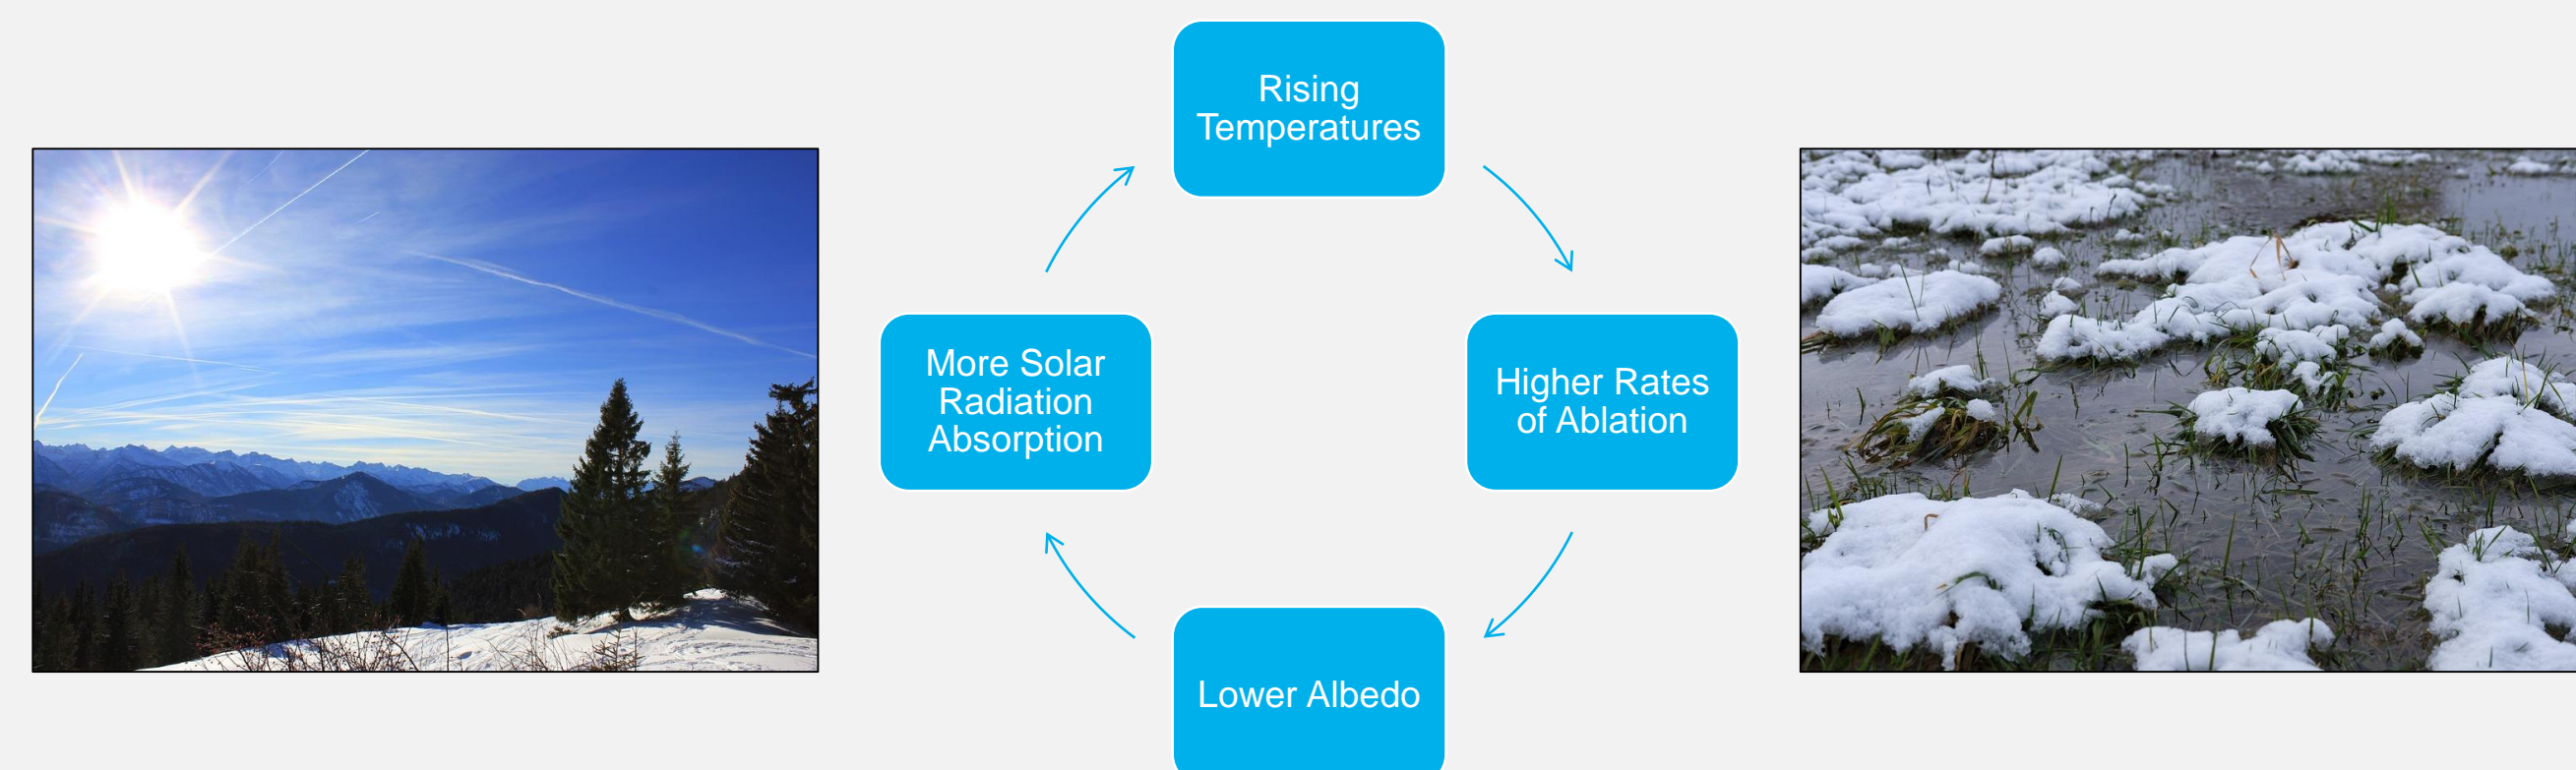 Rising
Temperatures
More Solar
Radiation
Absorption
Higher Rates
of Ablation
Lower Albedo